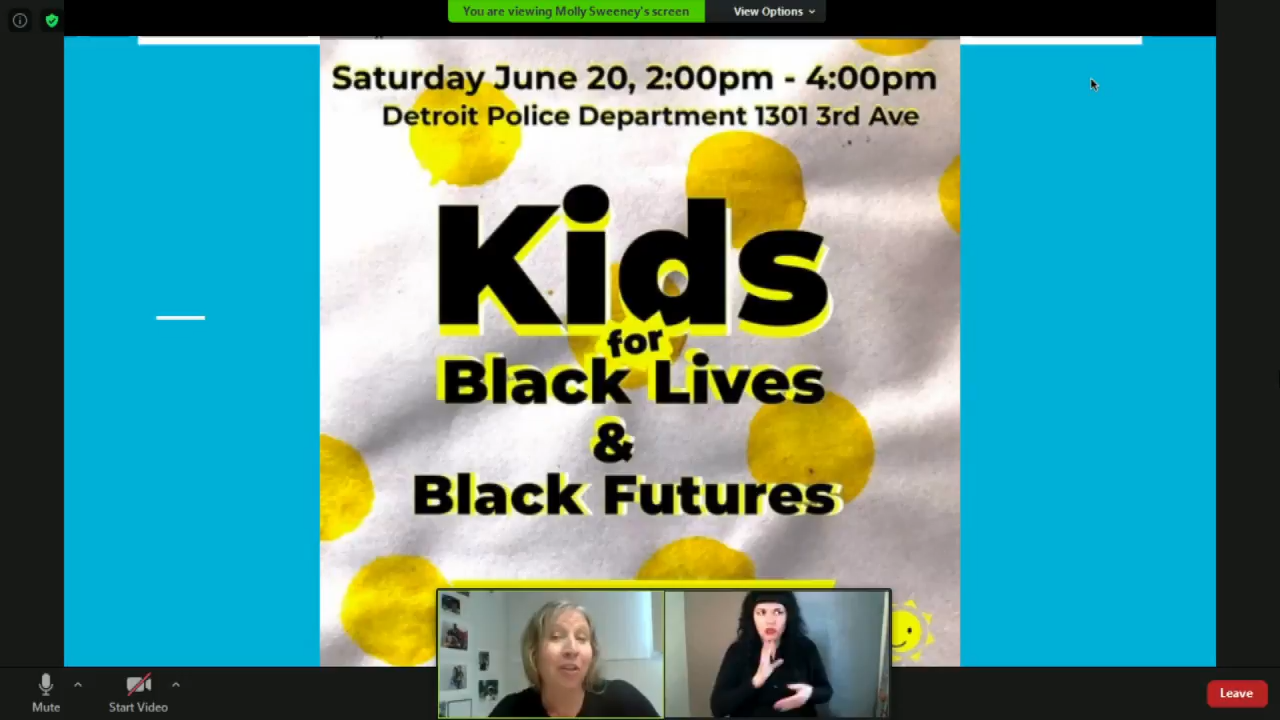 You are viewing Molly Sweeney's screen
View Options
Saturday June 20, 2:00pm - 4:00pm
Detroit Police Department 1301 3rd Ave
Kids
for
Black Lives
&
Black Futures
Mute
Start Video
Leave